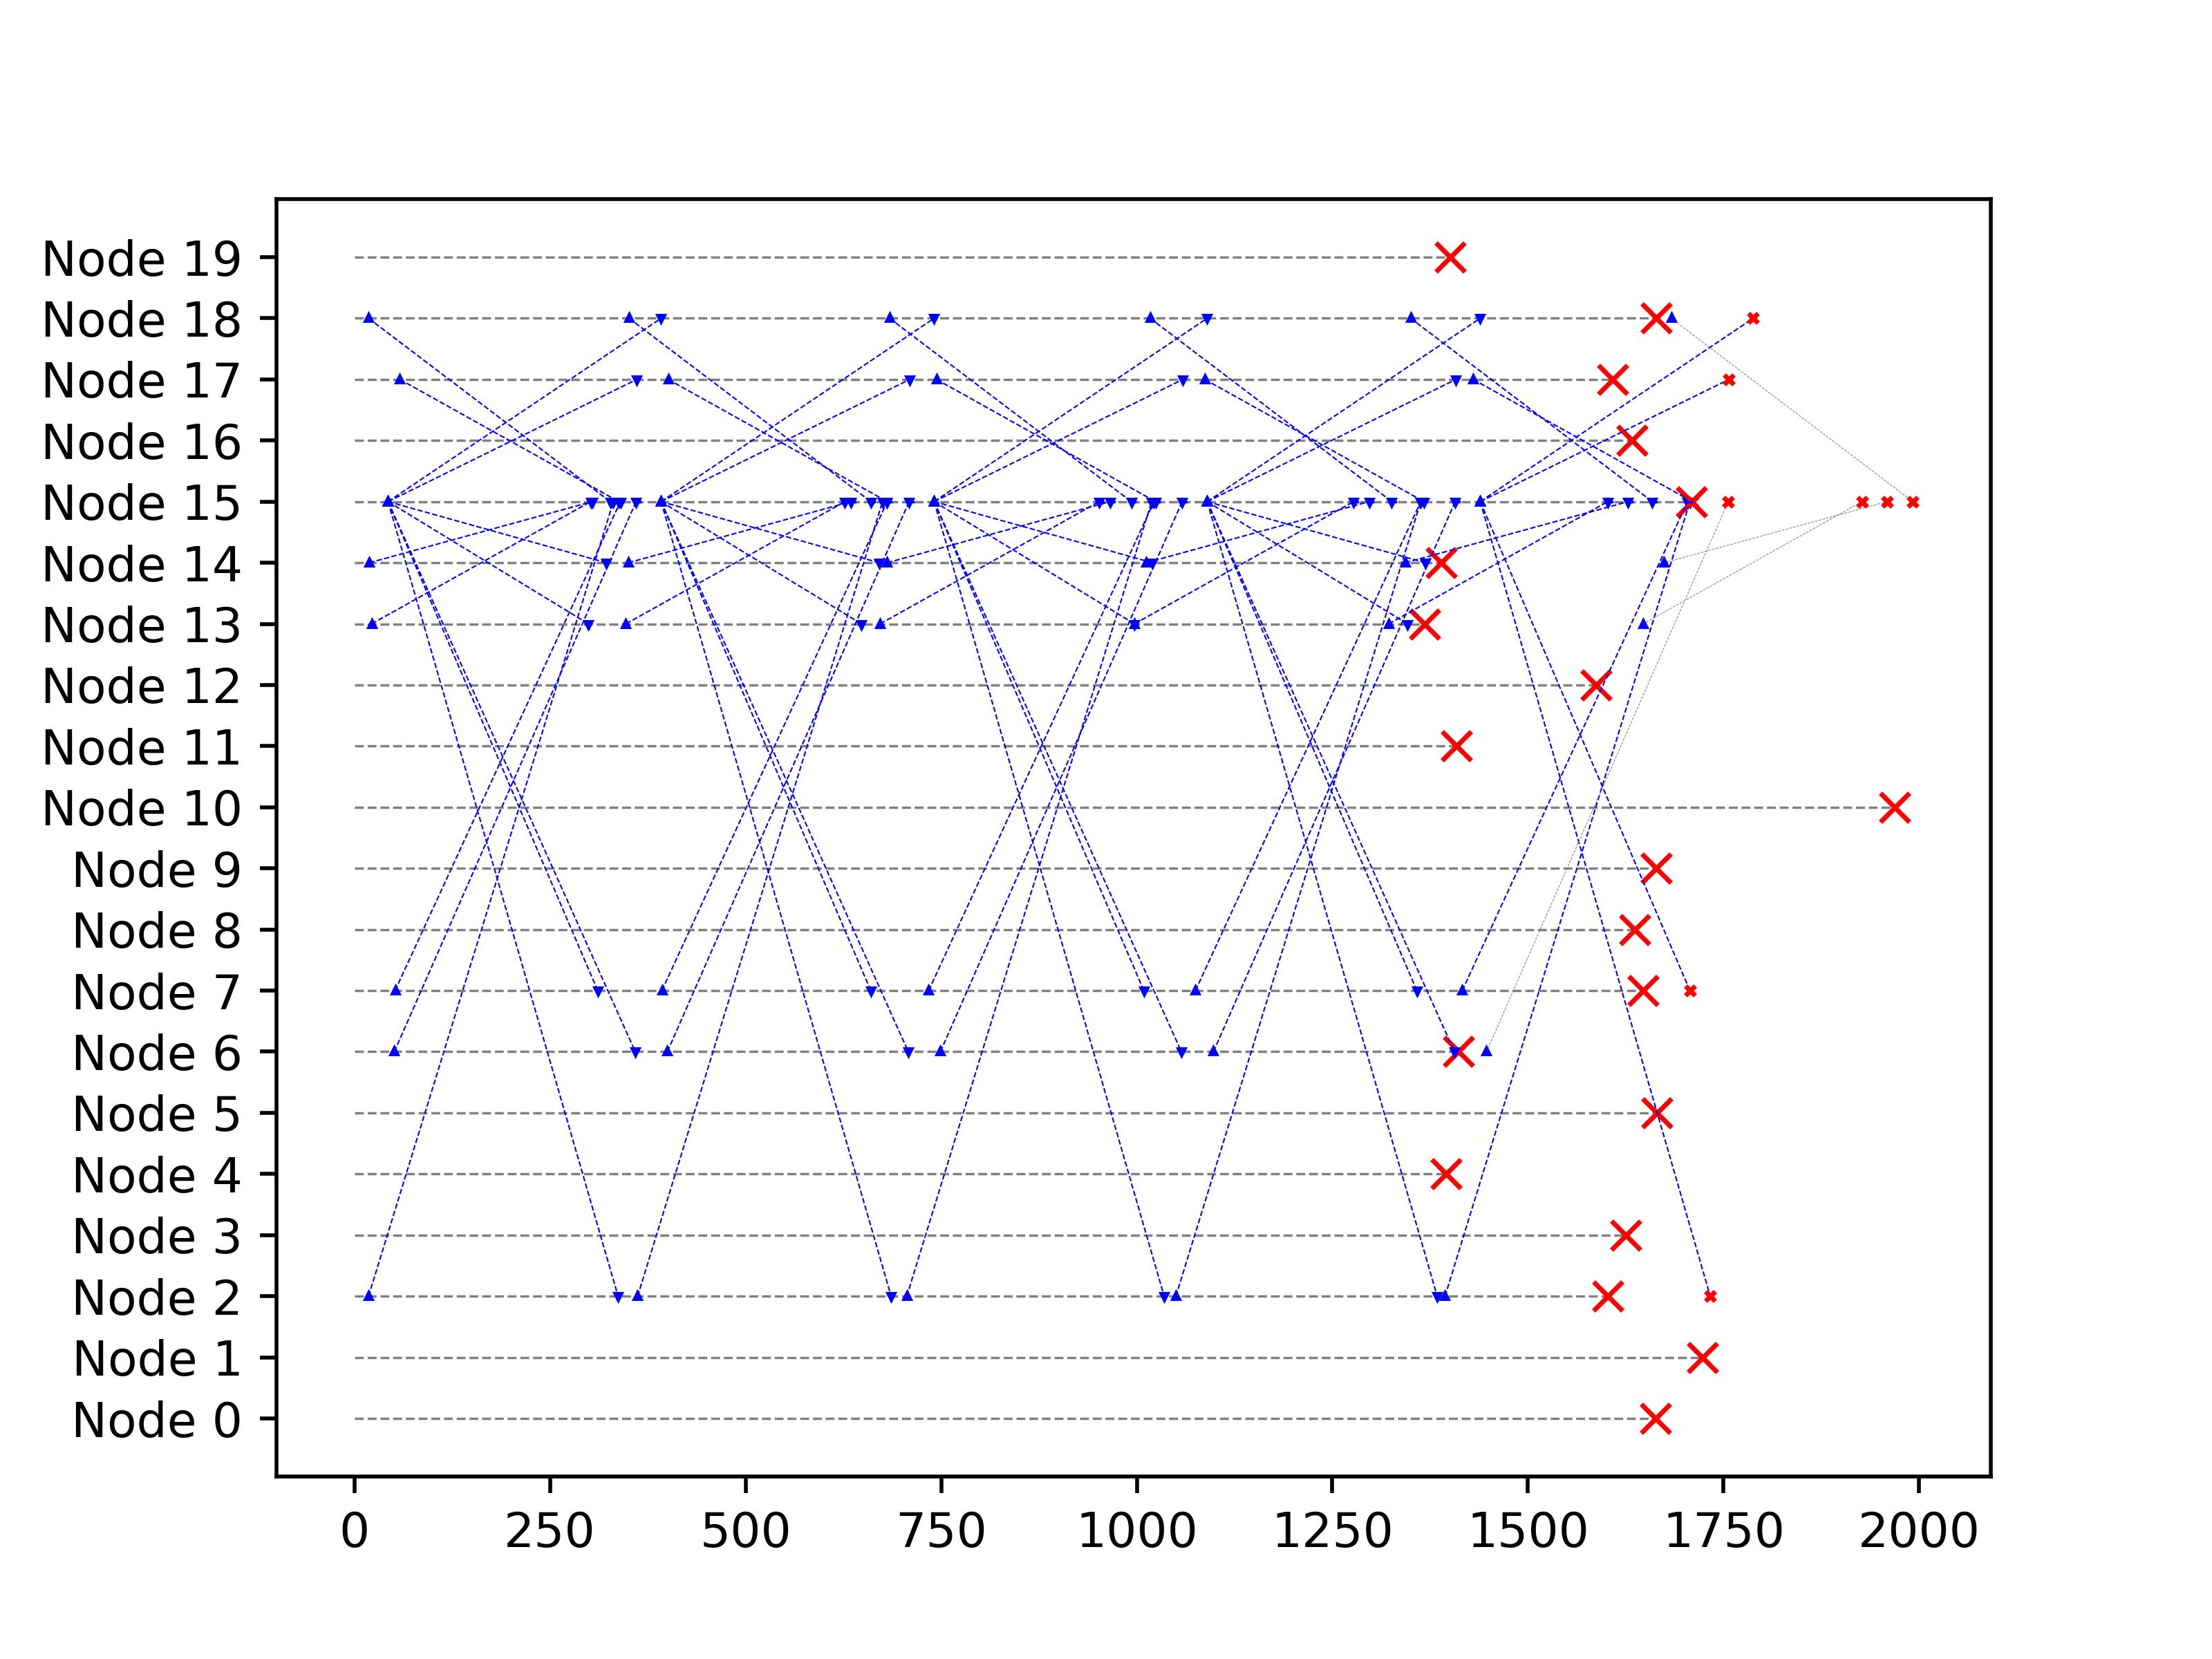 Node 19
Node 18
Node 17
Node 16
Node 15
Node 14
Node 13
Node 12
Node 11
Node 10
Node 9
Node 8
Node 7
Node 6
Node 5
Node 4
Node 3
Node 2
Node 1
Node 0
0 250 500 750 1000 1250 1500 1750 2000